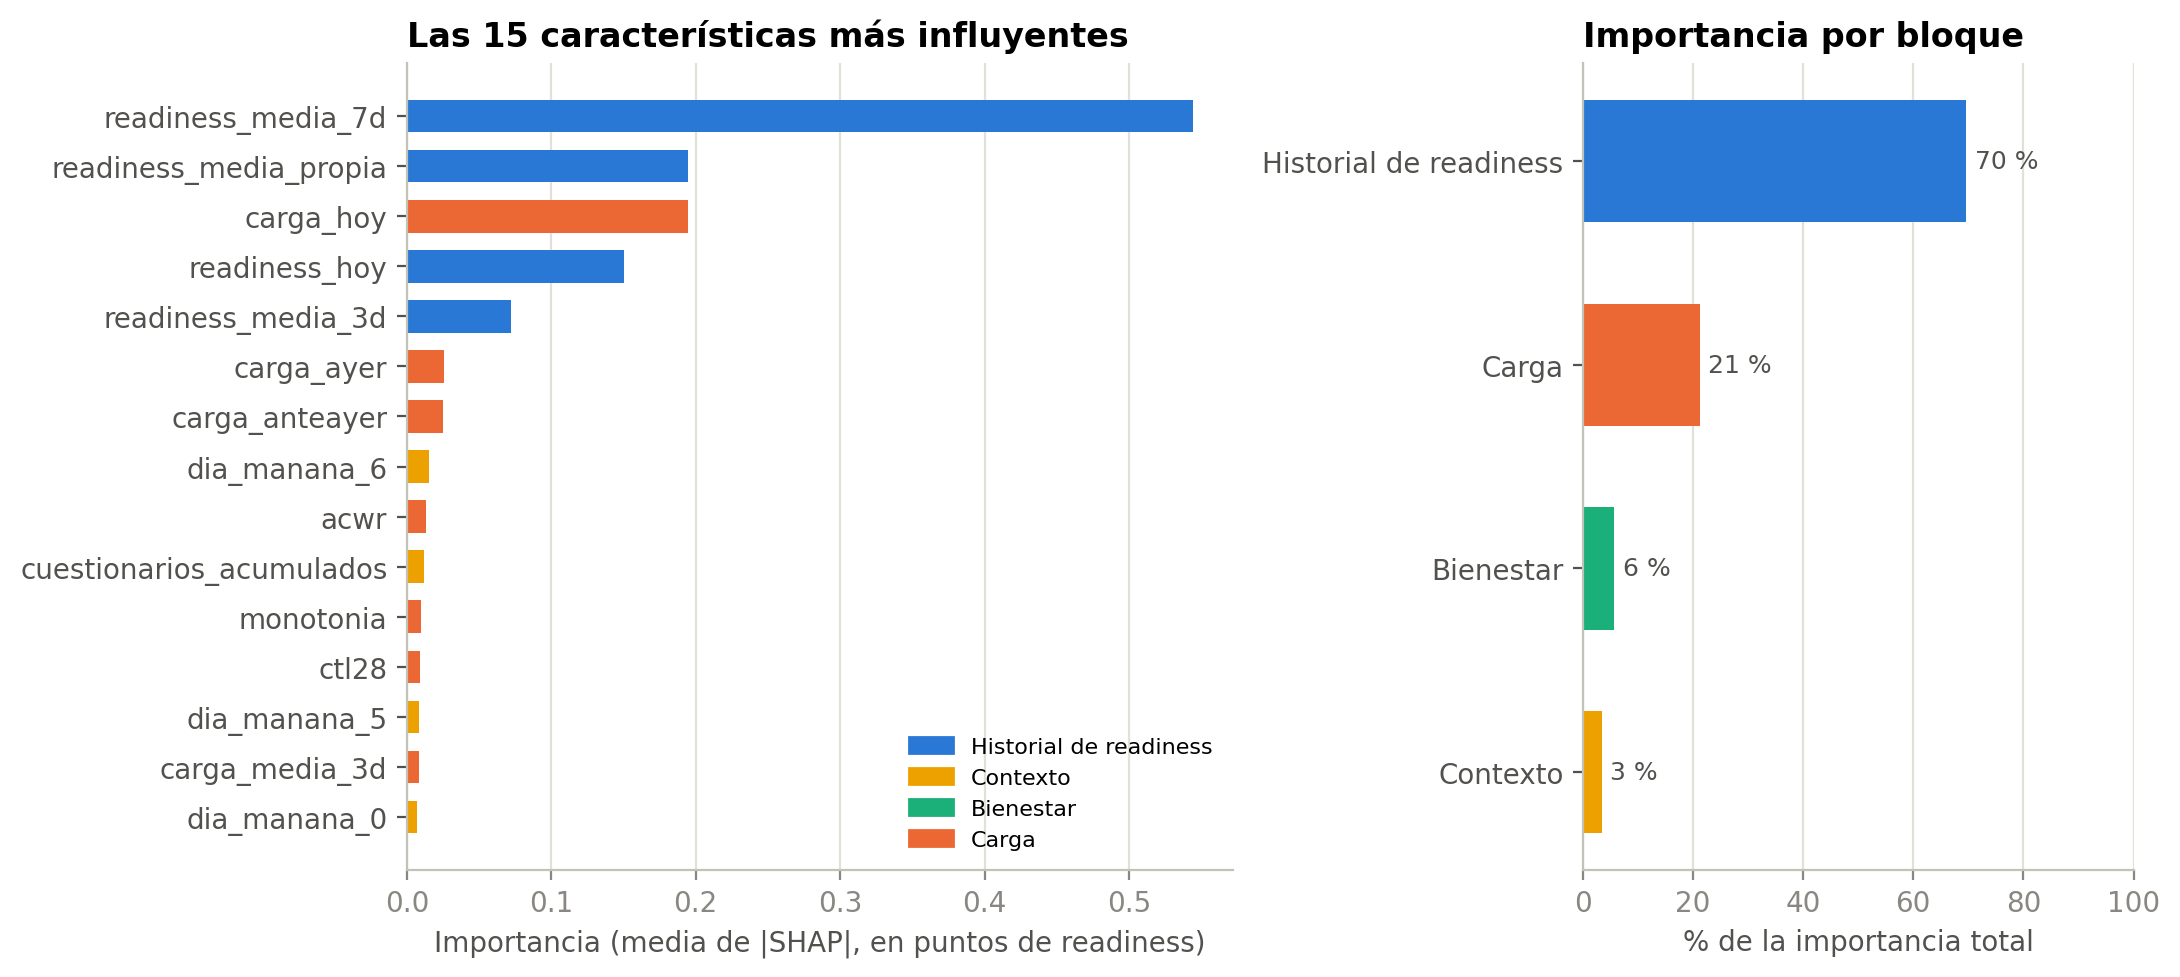 Las 15 características más influyentes
readiness_media_7d
readiness_media_propia
carga_hoy
readiness_hoy
readiness_media_3d
carga_ayer
carga_anteayer
dia_manana_6
acwr
cuestionarios_acumulados
monotonia
ctl28
dia_manana_5
carga_media_3d
dia_manana_0
Historial de readiness
Contexto
Bienestar
Carga
0.0 0.1 0.2 0.3 0.4 0.5
Importancia (media de |SHAP|, en puntos de readiness)
Importancia por bloque
Historial de readiness 70 %
Carga 21 %
Bienestar 6 %
Contexto 3 %
0 20 40 60 80 100
% de la importancia total